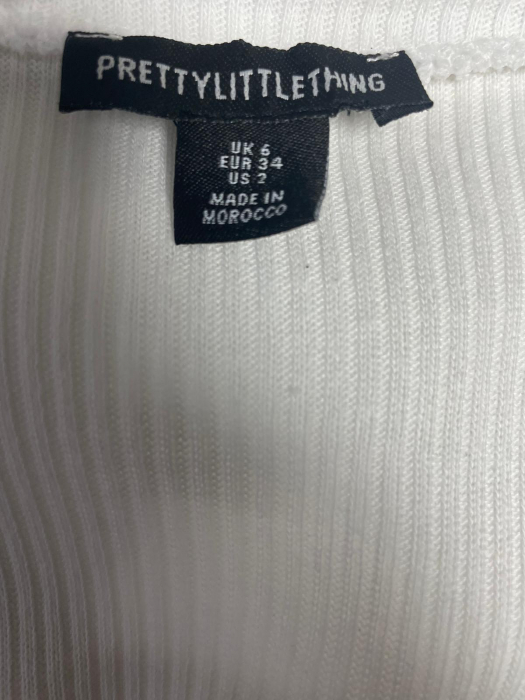 PRETTYLITTLETHING
UK 6
EUR 34
US 2
MADE IN
MOROCCO